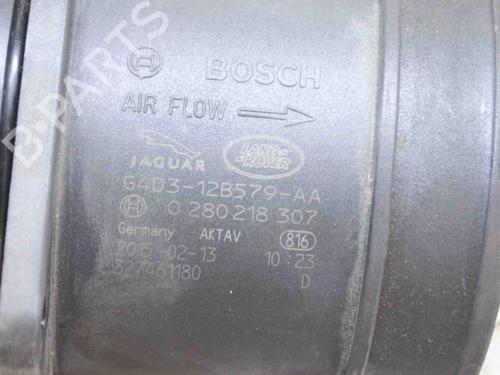 B-PARTS
BOSCH
AIR FLOW
JAGUAR
LAND ROVER
G4D3-12B579-AA
0 280 218 307
Germany AKTAV 816
2015-02-13 10:23
327461180 D